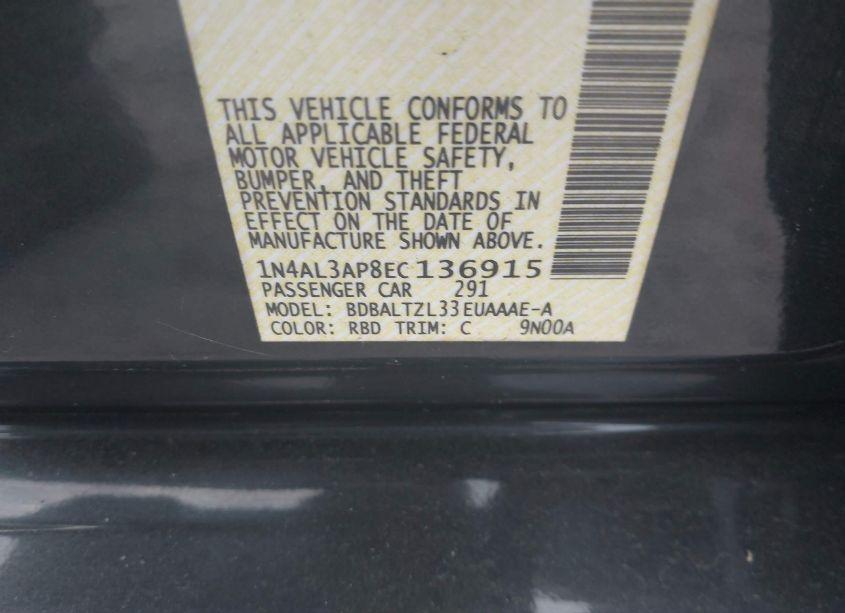 THIS VEHICLE CONFORMS TO
ALL APPLICABLE FEDERAL
MOTOR VEHICLE SAFETY,
BUMPER, AND THEFT
PREVENTION STANDARDS IN
EFFECT ON THE DATE OF
MANUFACTURE SHOWN ABOVE.
1N4AL3AP8EC136915
PASSENGER CAR 291
MODEL: BDBALTZL33EUAAAE-A
COLOR: RBD TRIM: C 9N00A